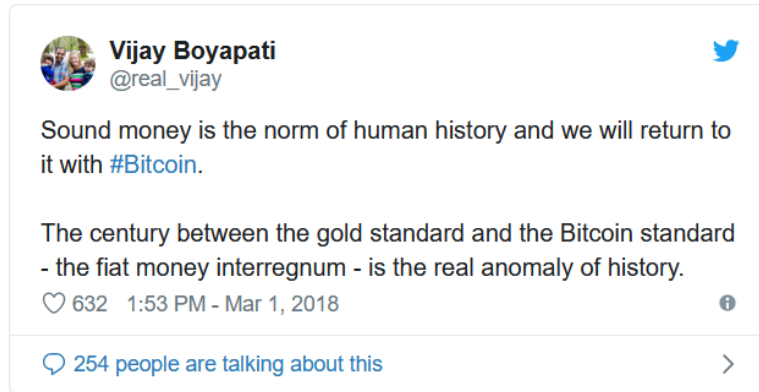 Vijay Boyapati
@real_vijay
Sound money is the norm of human history and we will return to
it with #Bitcoin.
The century between the gold standard and the Bitcoin standard
- the fiat money interregnum - is the real anomaly of history.
632 1:53 PM - Mar 1, 2018
254 people are talking about this